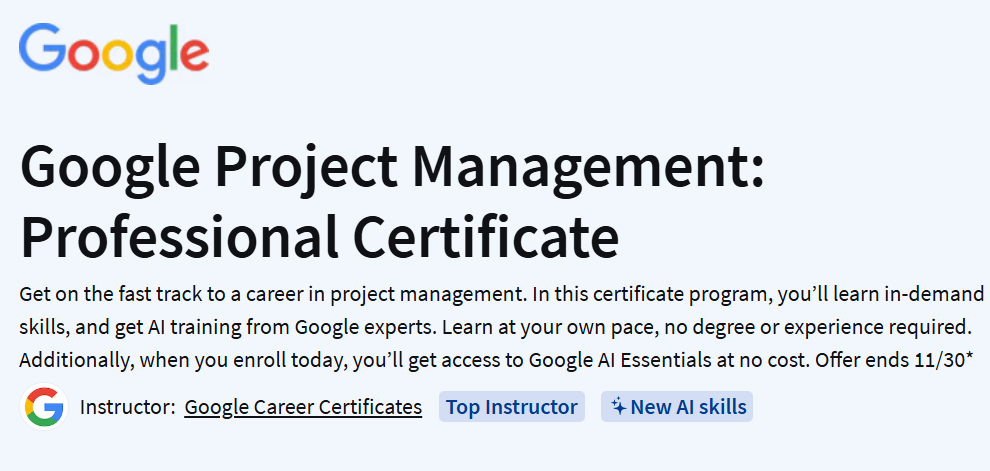 Google
Google Project Management:
Professional Certificate
Get on the fast track to a career in project management. In this certificate program, you’ll learn in-demand
skills, and get AI training from Google experts. Learn at your own pace, no degree or experience required.
Additionally, when you enroll today, you’ll get access to Google AI Essentials at no cost. Offer ends 11/30*
G Instructor: Google Career Certificates Top Instructor New AI skills